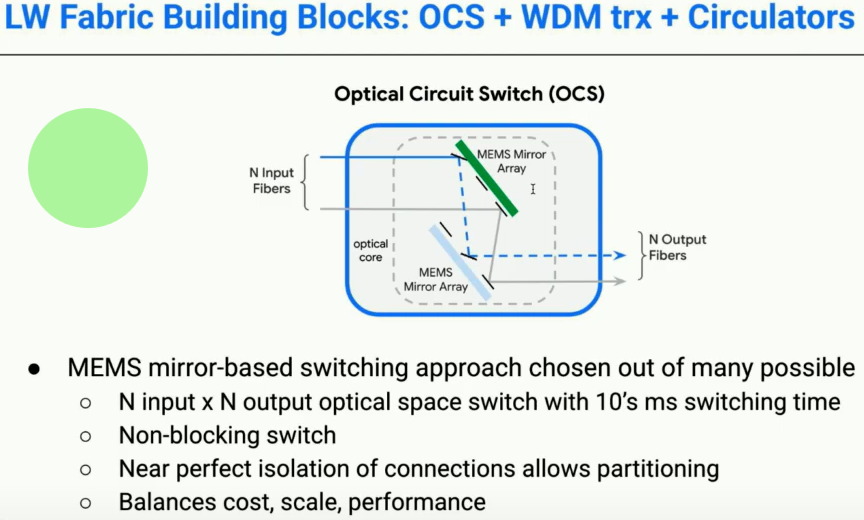 LW Fabric Building Blocks: OCS + WDM trx + Circulators
Optical Circuit Switch (OCS)
N Input
Fibers
MEMS Mirror
Array
optical
core
MEMS
Mirror Array
N Output
Fibers
● MEMS mirror-based switching approach chosen out of many possible
○ N input x N output optical space switch with 10's ms switching time
○ Non-blocking switch
○ Near perfect isolation of connections allows partitioning
○ Balances cost, scale, performance